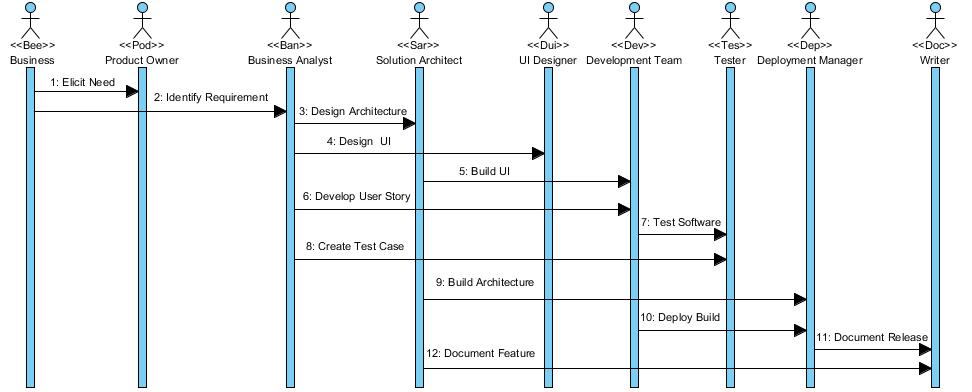 <<Bee>> <<Pod>> <<Ban>> <<Sar>> <<Dui>> <<Dev>> <<Tes>> <<Dep>> <<Doc>>
Business Product Owner Business Analyst Solution Architect UI Designer Development Team Tester Deployment Manager Writer
1: Elicit Need
2: Identify Requirement
3: Design Architecture
4: Design UI
5: Build UI
6: Develop User Story
7: Test Software
8: Create Test Case
9: Build Architecture
10: Deploy Build
11: Document Release
12: Document Feature